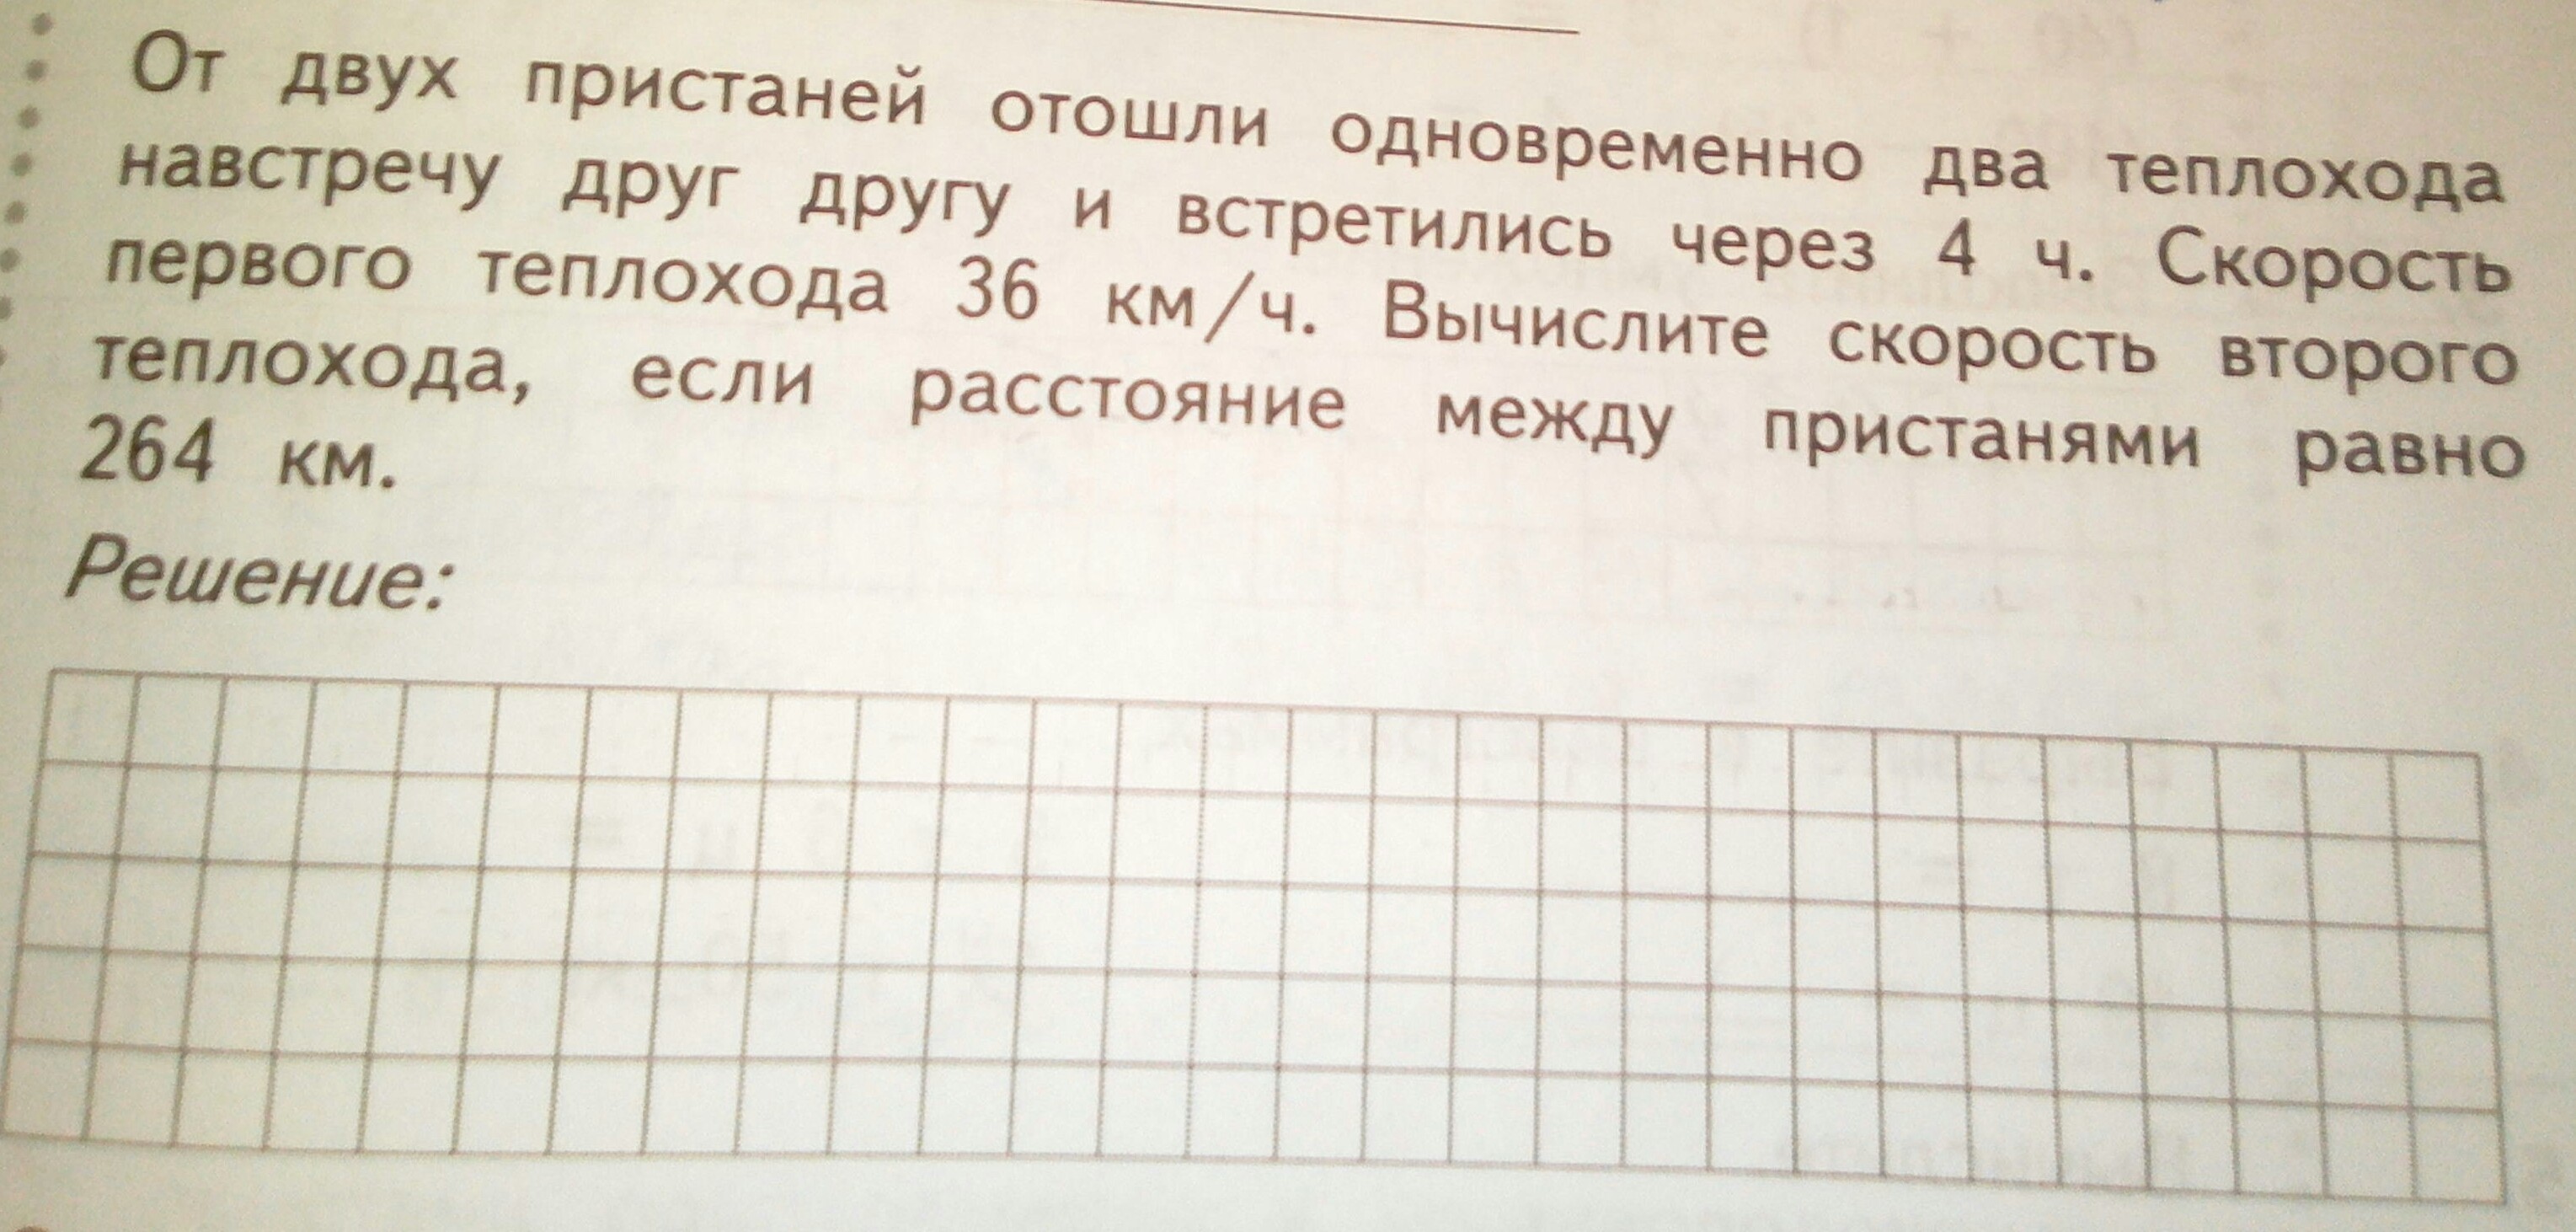 От двух пристаней отошли одновременно два теплохода
навстречу друг другу и встретились через 4 ч. Скорость
первого теплохода 36 км/ч. Вычислите скорость второго
теплохода, если расстояние между пристанями равно
264 км.
Решение: